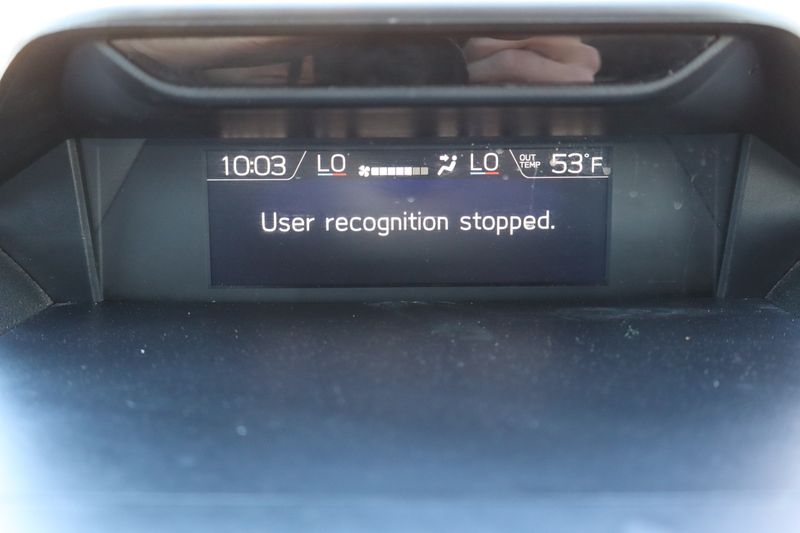 10:03 LO LO OUT TEMP 53°F
User recognition stopped.